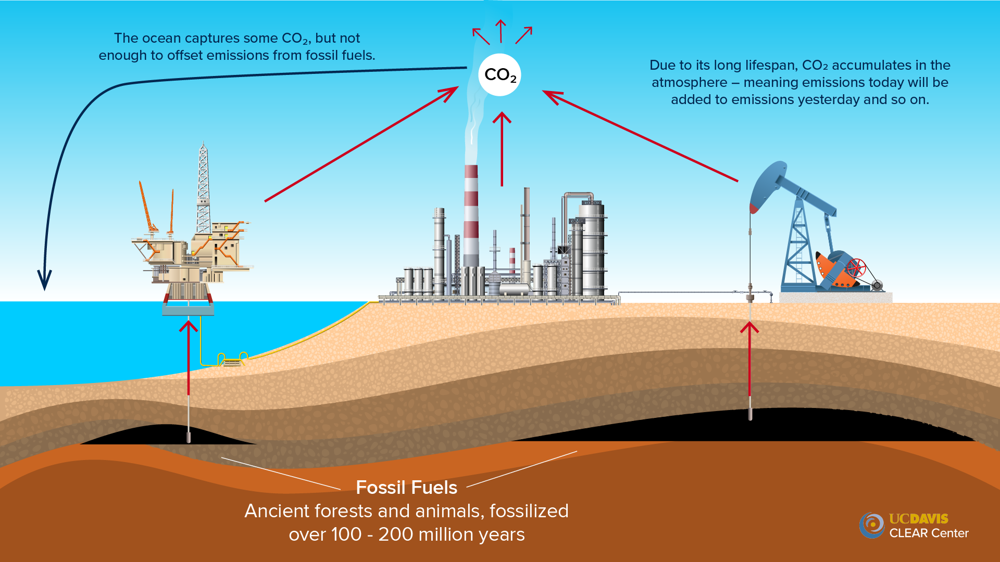 The ocean captures some CO₂, but not
enough to offset emissions from fossil fuels.
CO₂
Due to its long lifespan, CO₂ accumulates in the
atmosphere – meaning emissions today will be
added to emissions yesterday and so on.
Fossil Fuels
Ancient forests and animals, fossilized
over 100 - 200 million years
UCDAVIS
CLEAR Center